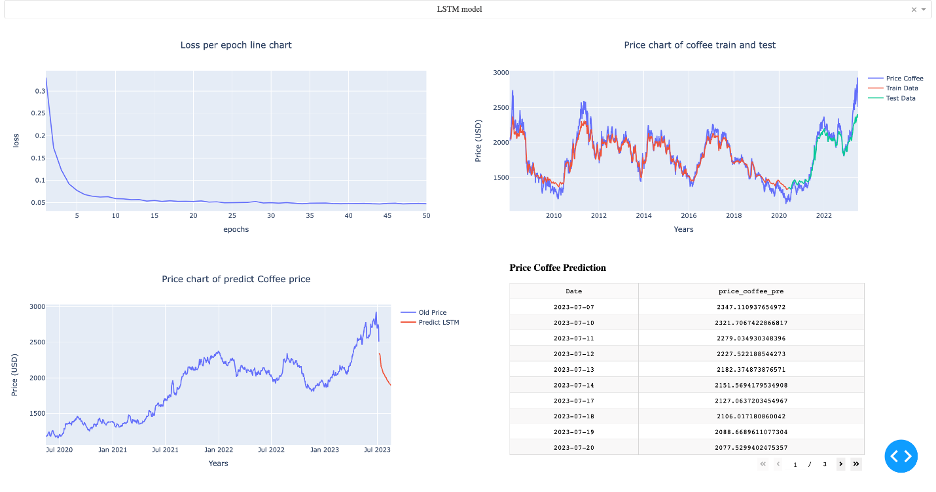 LSTM model
Loss per epoch line chart
0.3
0.25
0.2
0.15
0.1
0.05
loss
5 10 15 20 25 30 35 40 45 50
epochs
Price chart of coffee train and test
3000
2500
2000
1500
Price (USD)
2010 2012 2014 2016 2018 2020 2022
Years
Price Coffee
Train Data
Test Data
Price chart of predict Coffee price
3000
2500
2000
1500
Price (USD)
Jul 2020 Jan 2021 Jul 2021 Jan 2022 Jul 2022 Jan 2023 Jul 2023
Years
Old Price
Predict LSTM
Price Coffee Prediction
Date price_coffee_pre
2023-07-07 2347.110937656972
2023-07-10 2321.7067422866817
2023-07-11 2279.034930348396
2023-07-12 2227.522188544273
2023-07-13 2182.374873876571
2023-07-14 2151.5694179534908
2023-07-17 2127.0637203454967
2023-07-18 2106.017180860042
2023-07-19 2088.6689611077304
2023-07-20 2077.5299402475357
1 / 3